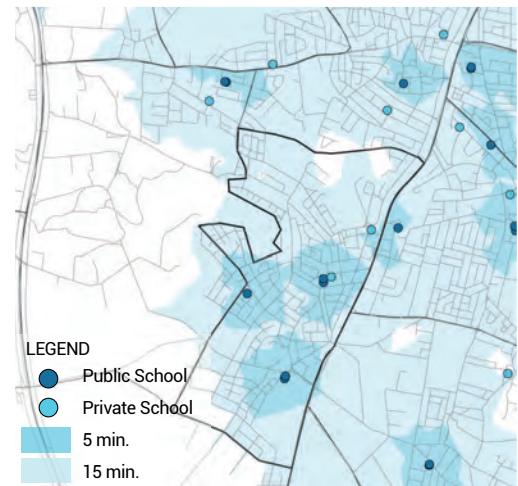 LEGEND
Public School
Private School
5 min.
15 min.